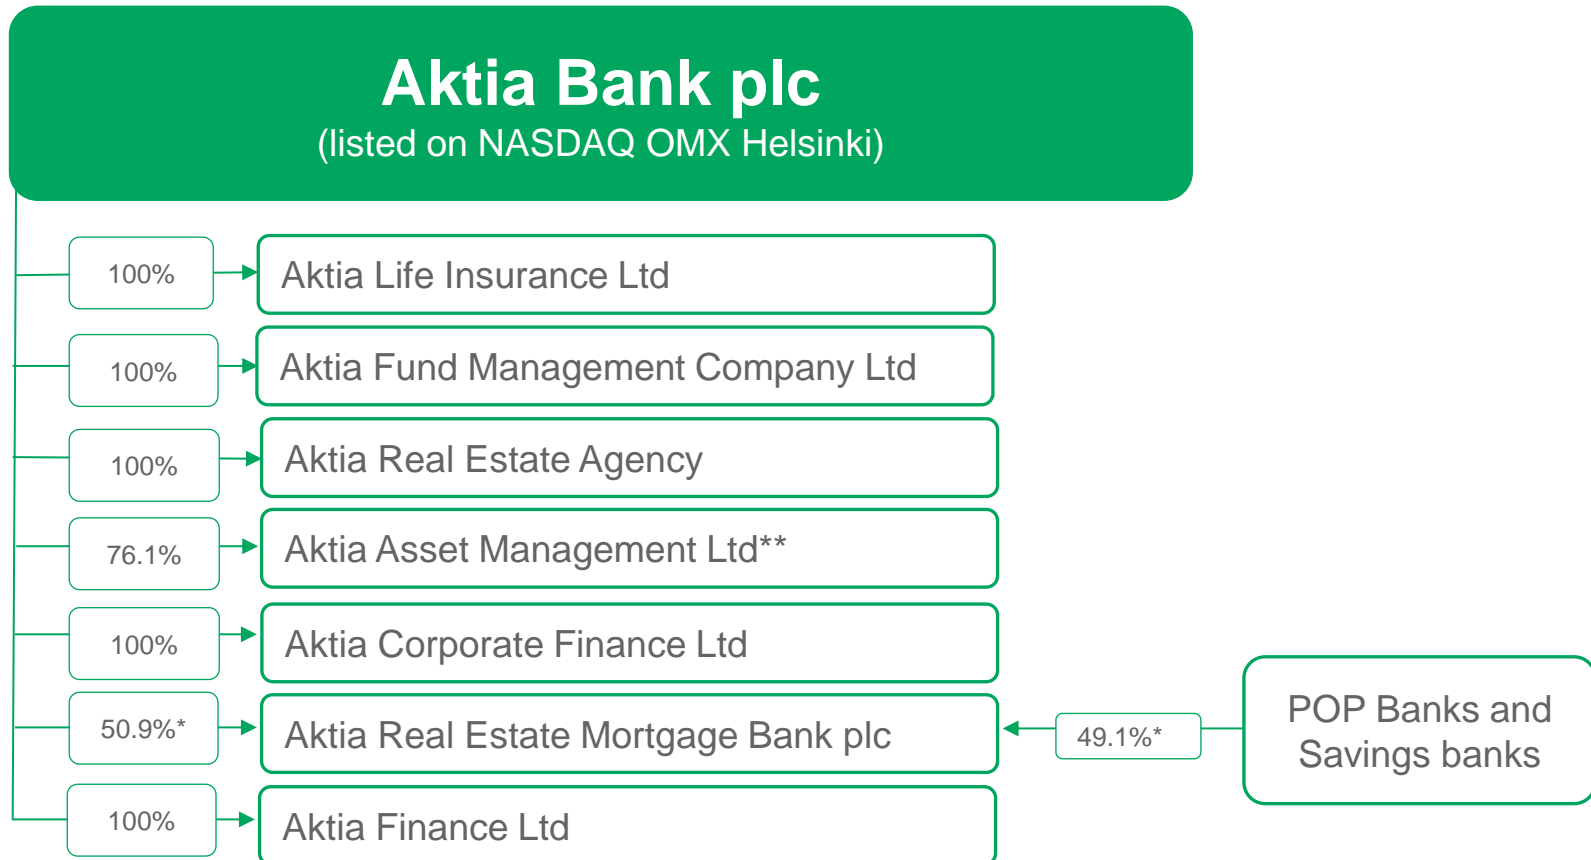 Aktia Bank plc
(listed on NASDAQ OMX Helsinki)
100%
Aktia Life Insurance Ltd
100%
Aktia Fund Management Company Ltd
100%
Aktia Real Estate Agency
76.1%
Aktia Asset Management Ltd**
100%
Aktia Corporate Finance Ltd
50.9%*
Aktia Real Estate Mortgage Bank plc
49.1%*
POP Banks and
Savings banks
100%
Aktia Finance Ltd